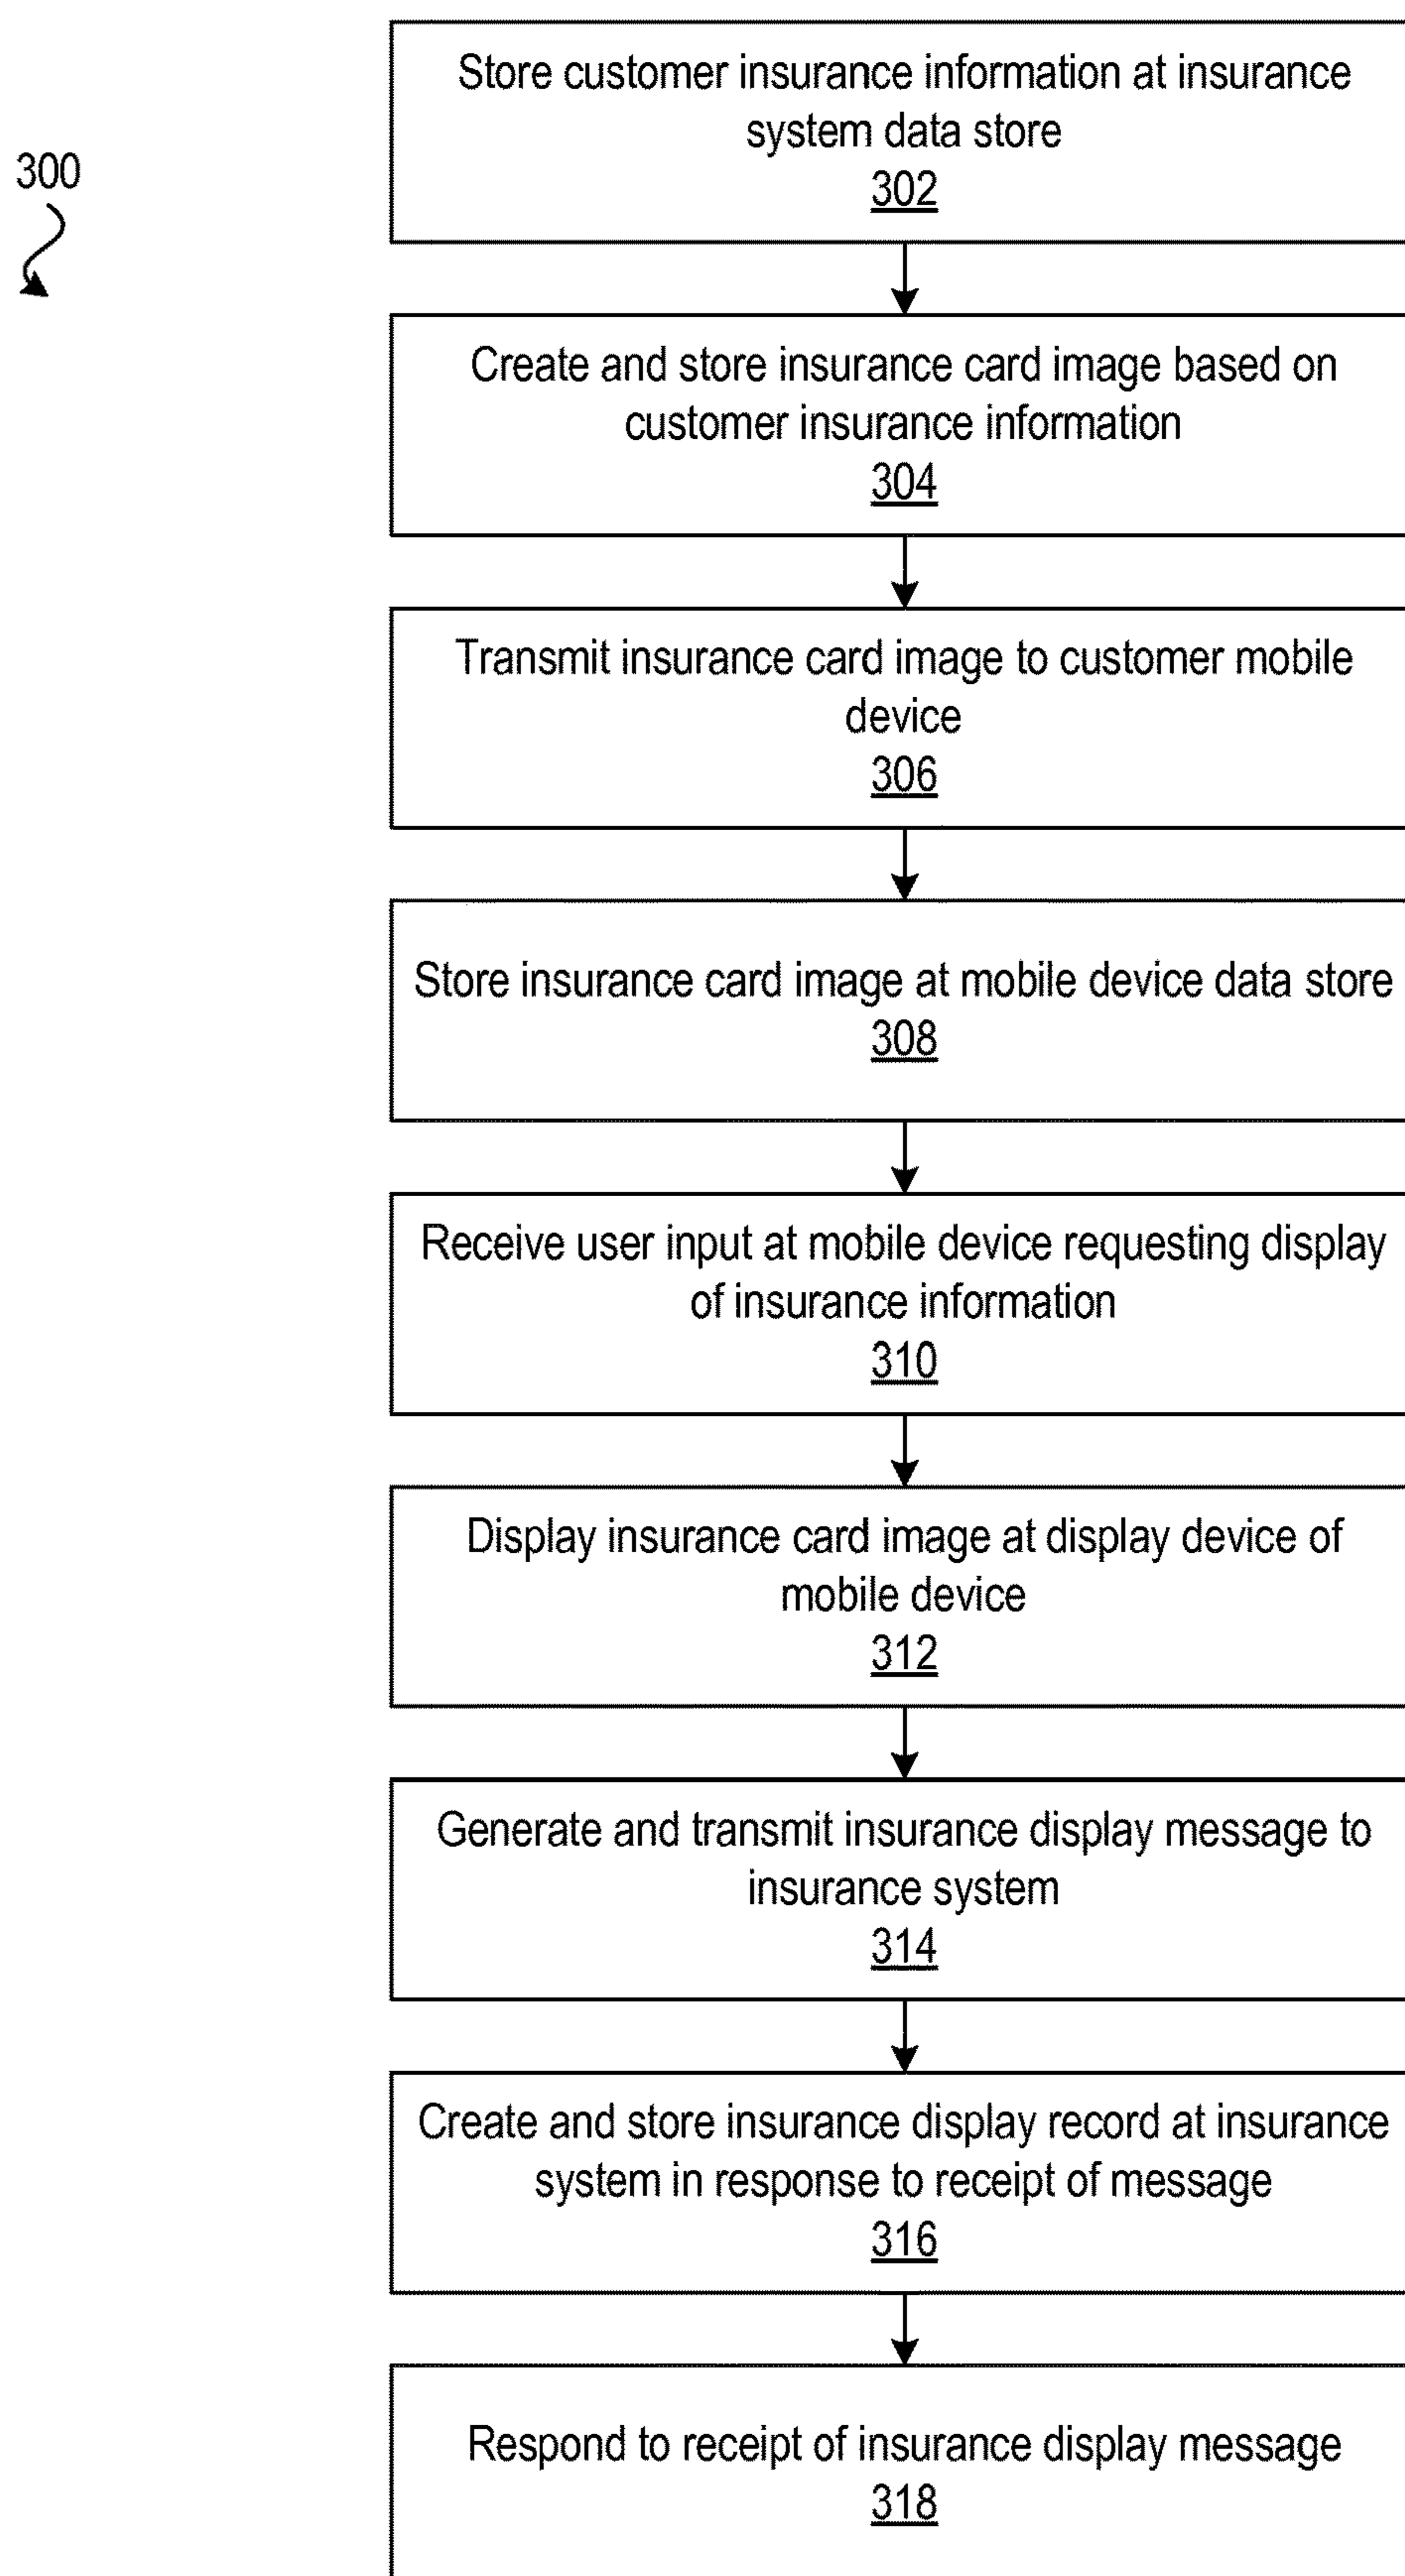 300
Store customer insurance information at insurance
system data store
302
Create and store insurance card image based on
customer insurance information
304
Transmit insurance card image to customer mobile
device
306
Store insurance card image at mobile device data store
308
Receive user input at mobile device requesting display
of insurance information
310
Display insurance card image at display device of
mobile device
312
Generate and transmit insurance display message to
insurance system
314
Create and store insurance display record at insurance
system in response to receipt of message
316
Respond to receipt of insurance display message
318